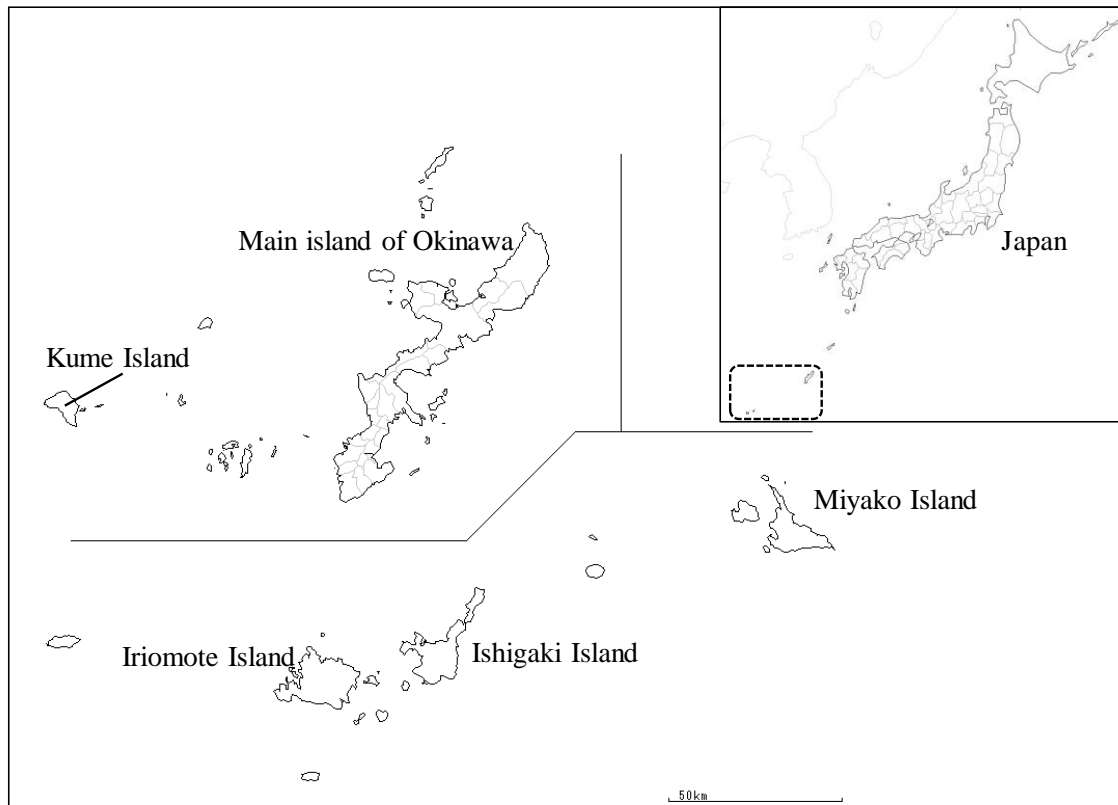 Main island of Okinawa
Japan
Kume Island
Miyako Island
Iriomote Island
Ishigaki Island
50km